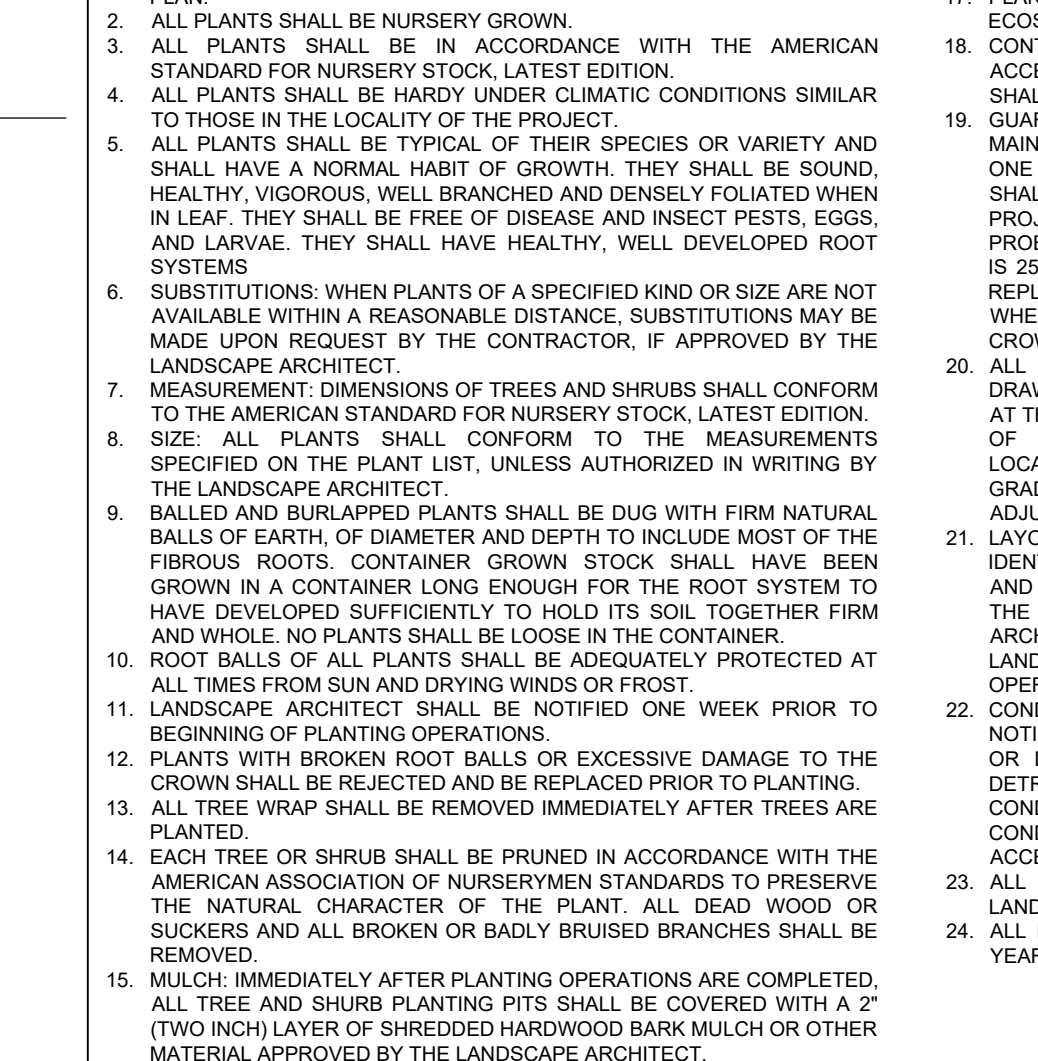 PLAN.
2. ALL PLANTS SHALL BE NURSERY GROWN.
3. ALL PLANTS SHALL BE IN ACCORDANCE WITH THE AMERICAN
STANDARD FOR NURSERY STOCK, LATEST EDITION.
4. ALL PLANTS SHALL BE HARDY UNDER CLIMATIC CONDITIONS SIMILAR
TO THOSE IN THE LOCALITY OF THE PROJECT.
5. ALL PLANTS SHALL BE TYPICAL OF THEIR SPECIES OR VARIETY AND
SHALL HAVE A NORMAL HABIT OF GROWTH. THEY SHALL BE SOUND,
HEALTHY, VIGOROUS, WELL BRANCHED AND DENSELY FOLIATED WHEN
IN LEAF. THEY SHALL BE FREE OF DISEASE AND INSECT PESTS, EGGS,
AND LARVAE. THEY SHALL HAVE HEALTHY, WELL DEVELOPED ROOT
SYSTEMS
6. SUBSTITUTIONS: WHEN PLANTS OF A SPECIFIED KIND OR SIZE ARE NOT
AVAILABLE WITHIN A REASONABLE DISTANCE, SUBSTITUTIONS MAY BE
MADE UPON REQUEST BY THE CONTRACTOR, IF APPROVED BY THE
LANDSCAPE ARCHITECT.
7. MEASUREMENT: DIMENSIONS OF TREES AND SHRUBS SHALL CONFORM
TO THE AMERICAN STANDARD FOR NURSERY STOCK, LATEST EDITION.
8. SIZE: ALL PLANTS SHALL CONFORM TO THE MEASUREMENTS
SPECIFIED ON THE PLANT LIST, UNLESS AUTHORIZED IN WRITING BY
THE LANDSCAPE ARCHITECT.
9. BALLED AND BURLAPPED PLANTS SHALL BE DUG WITH FIRM NATURAL
BALLS OF EARTH, OF DIAMETER AND DEPTH TO INCLUDE MOST OF THE
FIBROUS ROOTS. CONTAINER GROWN STOCK SHALL HAVE BEEN
GROWN IN A CONTAINER LONG ENOUGH FOR THE ROOT SYSTEM TO
HAVE DEVELOPED SUFFICIENTLY TO HOLD ITS SOIL TOGETHER FIRM
AND WHOLE. NO PLANTS SHALL BE LOOSE IN THE CONTAINER.
10. ROOT BALLS OF ALL PLANTS SHALL BE ADEQUATELY PROTECTED AT
ALL TIMES FROM SUN AND DRYING WINDS OR FROST.
11. LANDSCAPE ARCHITECT SHALL BE NOTIFIED ONE WEEK PRIOR TO
BEGINNING OF PLANTING OPERATIONS.
12. PLANTS WITH BROKEN ROOT BALLS OR EXCESSIVE DAMAGE TO THE
CROWN SHALL BE REJECTED AND BE REPLACED PRIOR TO PLANTING.
13. ALL TREE WRAP SHALL BE REMOVED IMMEDIATELY AFTER TREES ARE
PLANTED.
14. EACH TREE OR SHRUB SHALL BE PRUNED IN ACCORDANCE WITH THE
AMERICAN ASSOCIATION OF NURSERYMEN STANDARDS TO PRESERVE
THE NATURAL CHARACTER OF THE PLANT. ALL DEAD WOOD OR
SUCKERS AND ALL BROKEN OR BADLY BRUISED BRANCHES SHALL BE
REMOVED.
15. MULCH: IMMEDIATELY AFTER PLANTING OPERATIONS ARE COMPLETED,
ALL TREE AND SHURB PLANTING PITS SHALL BE COVERED WITH A 2"
(TWO INCH) LAYER OF SHREDDED HARDWOOD BARK MULCH OR OTHER
MATERIAL APPROVED BY THE LANDSCAPE ARCHITECT.
17.
18.
19.
ONE
IS 25
20. ALL
AT
OF
21.
AND
THE
22.
OR
23. ALL
24. ALL